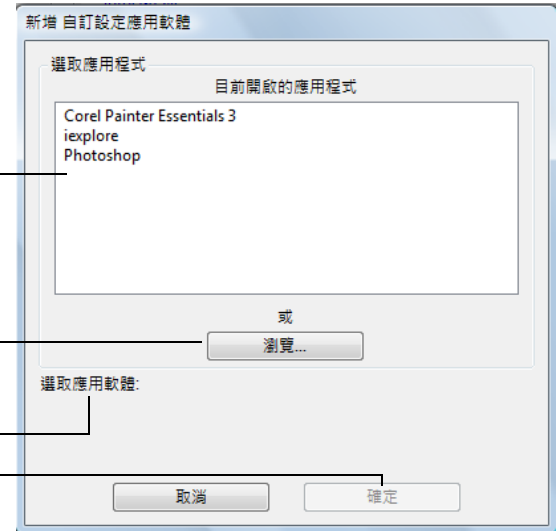 新增 自訂設定應用軟體
選取應用程式
目前開啟的應用程式
Corel Painter Essentials 3
iexplore
Photoshop
或
瀏覽...
選取應用軟體:
取消
確定